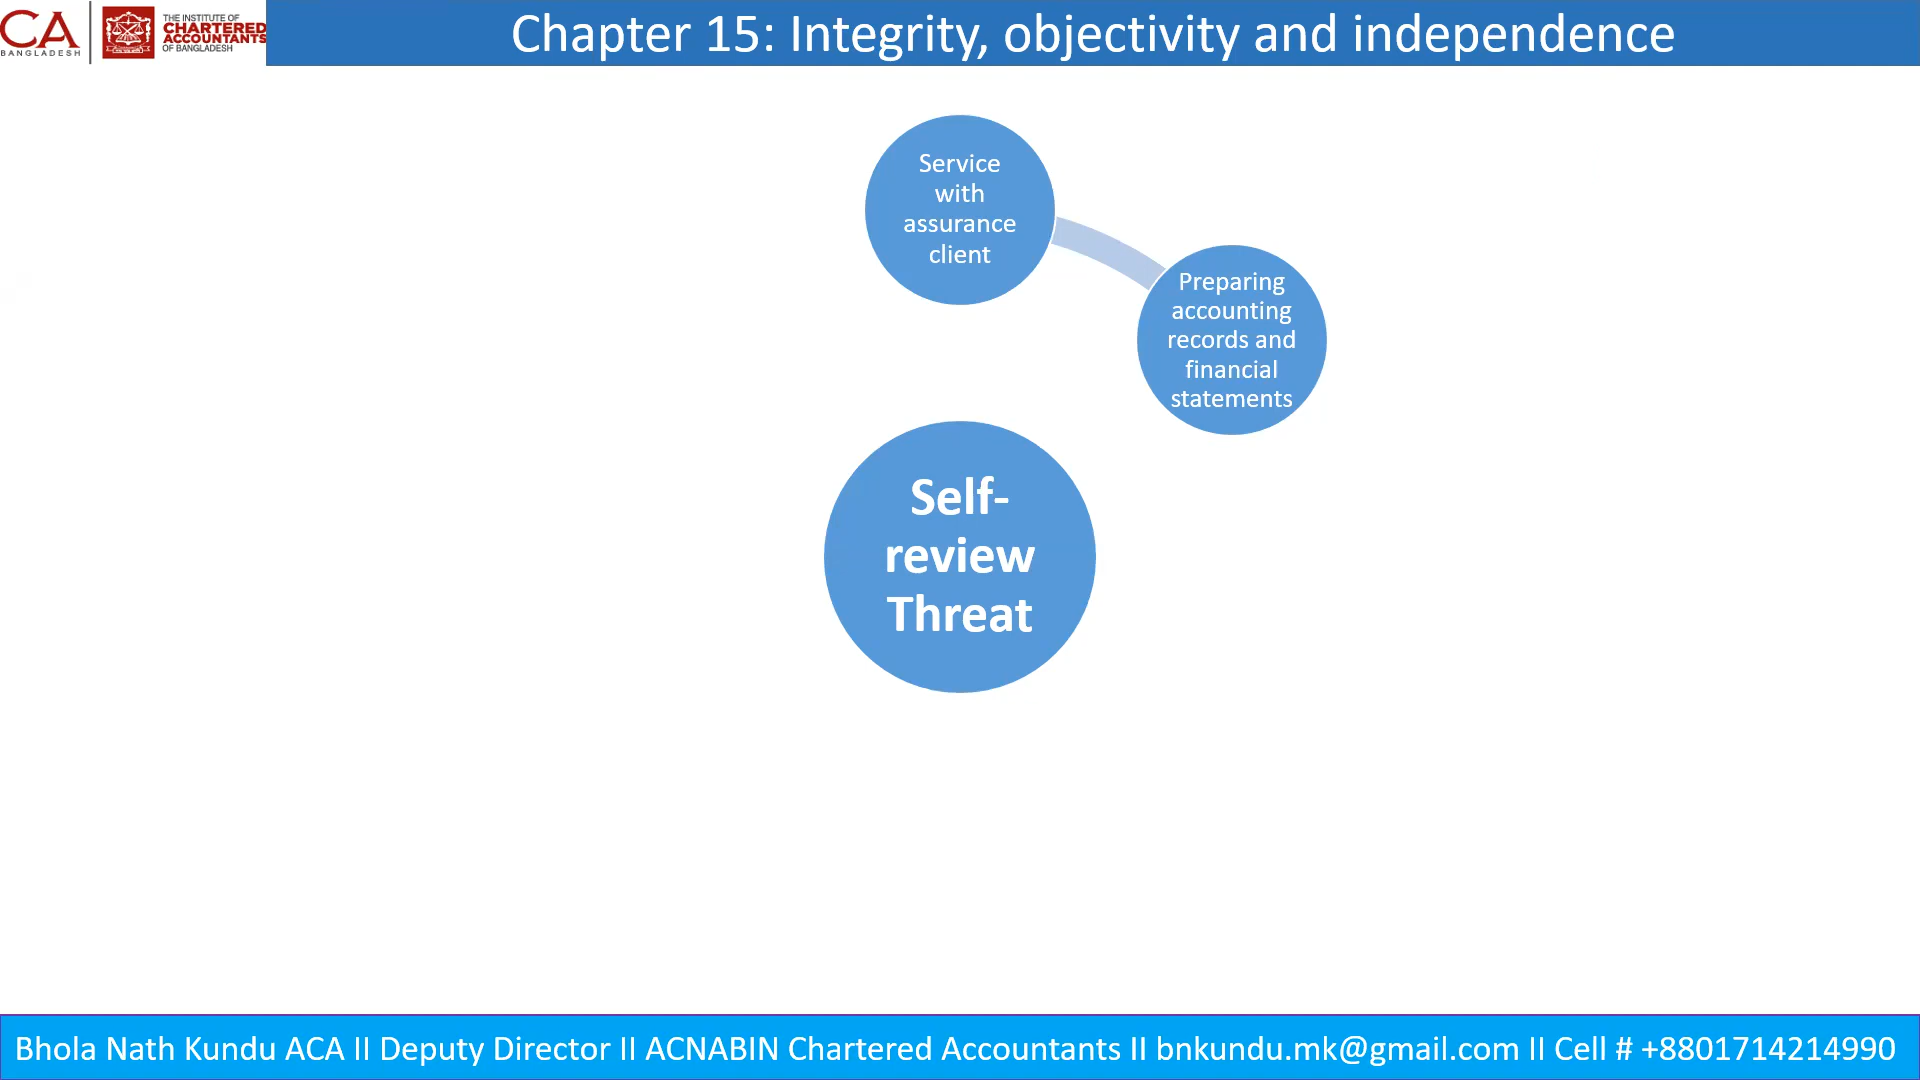 CA
BANGLADESH
THE INSTITUTE OF
CHARTERED
ACCOUNTANTS
OF BANGLADESH
Chapter 15: Integrity, objectivity and independence
Service
with
assurance
client
Preparing
accounting
records and
financial
statements
Self-
review
Threat
Bhola Nath Kundu ACA II Deputy Director II ACNABIN Chartered Accountants II bnkundu.mk@gmail.com II Cell # +8801714214990